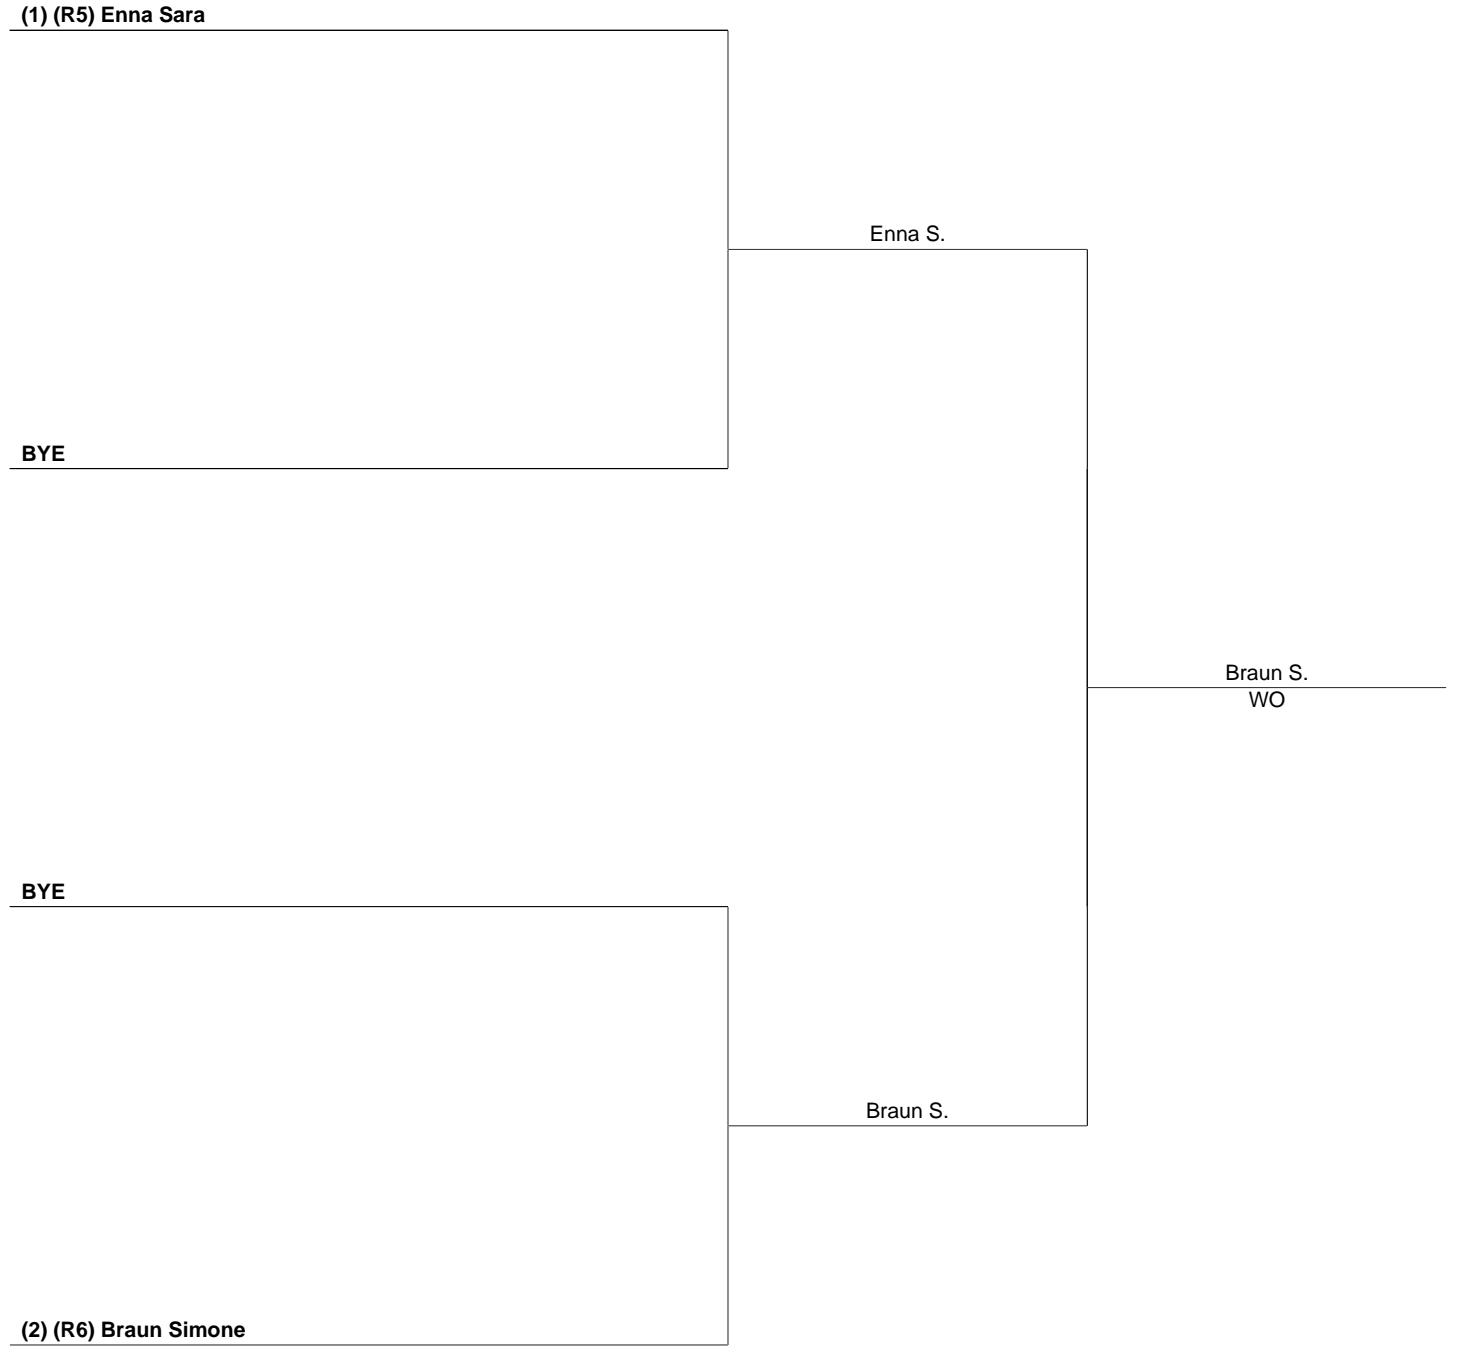 (1) (R5) Enna Sara
Enna S.
BYE
Braun S.
WO
BYE
Braun S.
(2) (R6) Braun Simone